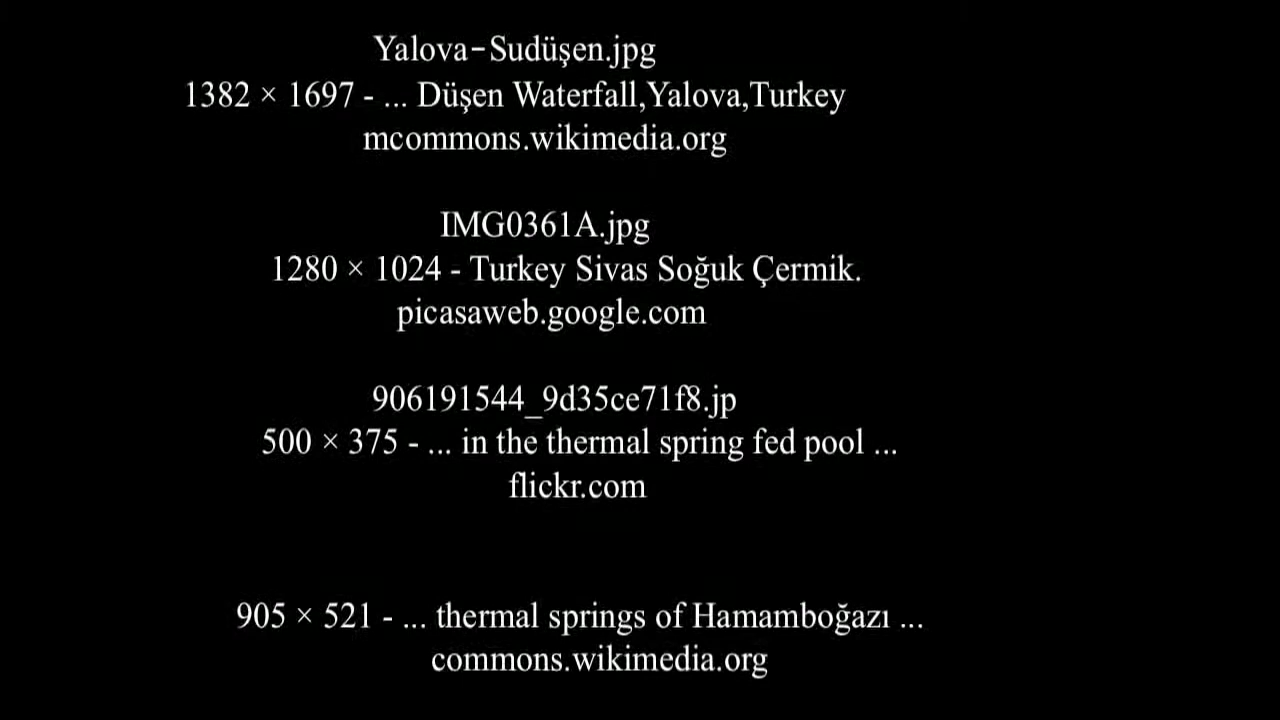 Yalova-Sudüşen.jpg
1382 × 1697 - ... Düşen Waterfall,Yalova,Turkey
mcommons.wikimedia.org
IMG0361A.jpg
1280 × 1024 - Turkey Sivas Soğuk Çermik.
picasaweb.google.com
906191544_9d35ce71f8.jp
500 × 375 - ... in the thermal spring fed pool ...
flickr.com
905 × 521 - ... thermal springs of Hamamboğazı ...
commons.wikimedia.org